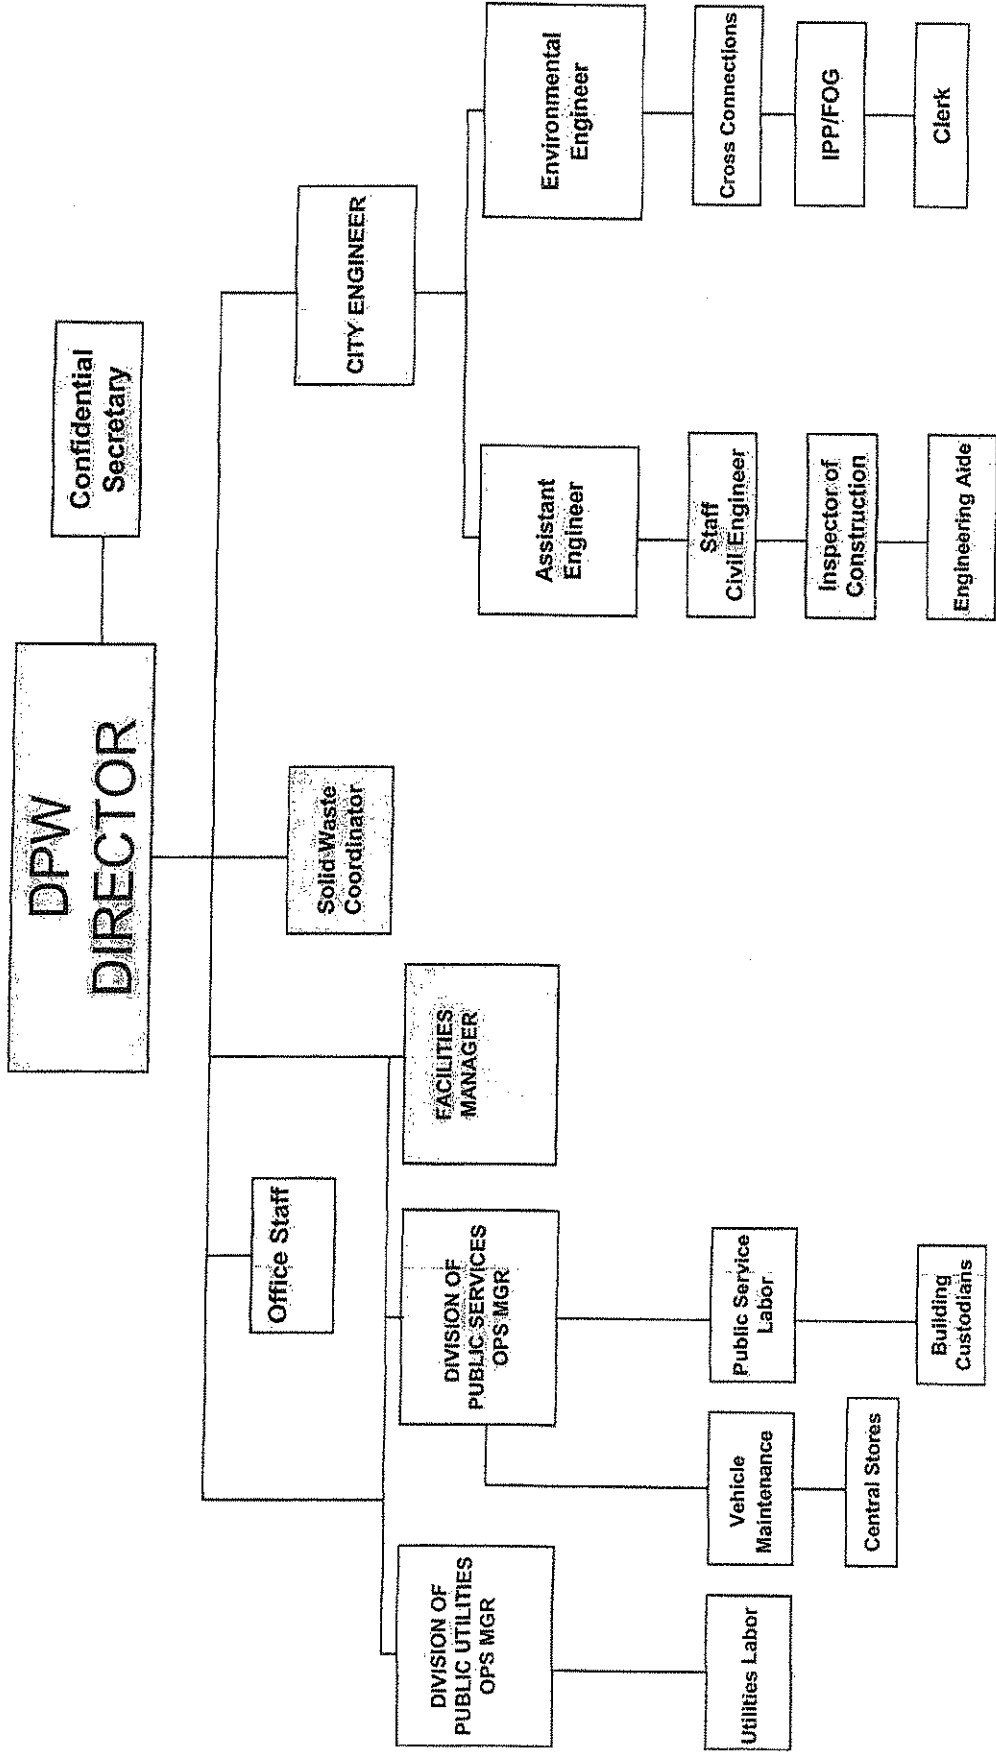 DPW
DIRECTOR
Confidential
Secretary
Office Staff
Solid Waste
Coordinator
CITY ENGINEER
DIVISION OF
PUBLIC UTILITIES
OPS MGR
DIVISION OF
PUBLIC SERVICES
OPS MGR
FACILITIES
MANAGER
Assistant
Engineer
Environmental
Engineer
Utilities Labor
Vehicle
Maintenance
Public Service
Labor
Staff
Civil Engineer
Cross Connections
Inspector of
Construction
IPP/FOG
Central Stores
Building
Custodians
Engineering Aide
Clerk